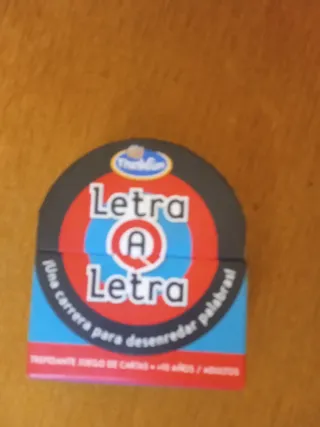 ThinkFun
Letra
A
Letra
¡Una carrera para desenredar palabras!
TREPIDANTE JUEGO DE CARTAS • +10 AÑOS / ADULTOS